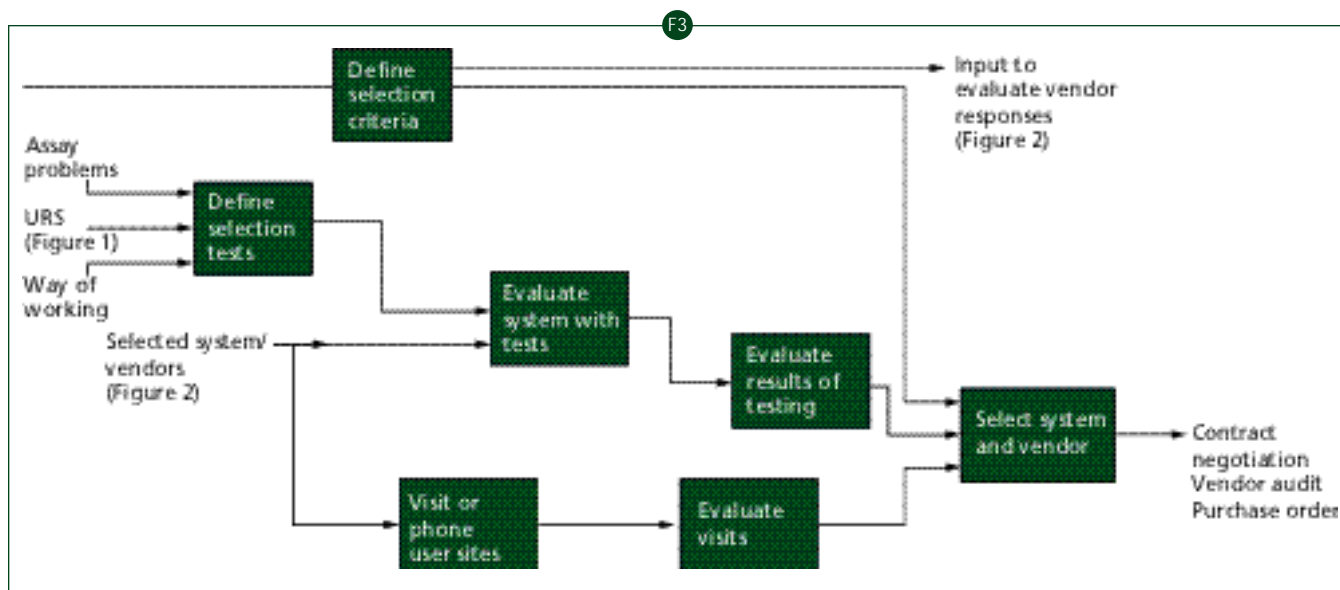 F3
Define
selection
criteria
Input to
evaluate vendor
responses
(Figure 2)
Assay
problems
URS
(Figure 1)
Way of
working
Define
selection
tests
Selected system/
vendors
(Figure 2)
Evaluate
system with
tests
Evaluate
results of
testing
Visit or
phone
user sites
Evaluate
visits
Select system
and vendor
Contract
negotiation
Vendor audit
Purchase order